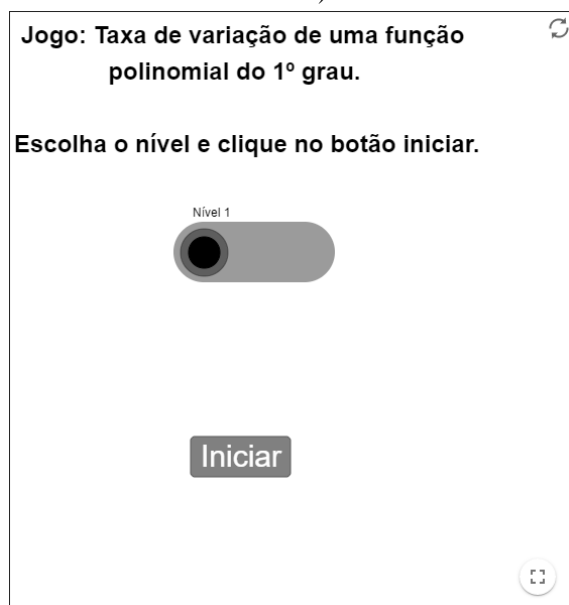 Jogo: Taxa de variação de uma função
polinomial do 1º grau.
Escolha o nível e clique no botão iniciar.
Nível 1
Iniciar